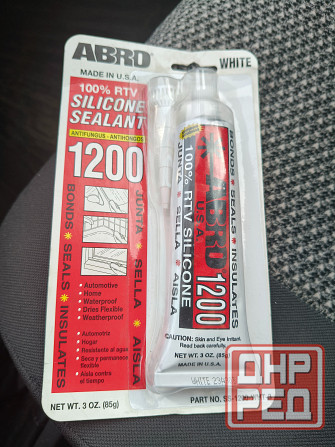 ABRO
WHITE
MADE IN U.S.A.
100% RTV
SILICONE
SEALANT
ANTIFUNGUS - ANTIHONGOS
1200
BONDS * SEALS * INSULATES
JUNTA * SELLA * AISLA
• Automotive
• Home
• Waterproof
• Dries Flexible
• Weatherproof
• Automotriz
• Hogar
• Resistente al agua
• Seca y permanece
flexible
• Aisla contra
el tiempo
NET WT. 3 OZ. (85g)
ABRO 1200
U.S.A.
100% RTV SILICONE
JUNTA * SELLA * AISLA
BONDS * SEALS * INSULATES
CAUTION: Skin and Eye Irritant.
Read back carefully.
NET WT. 3 OZ. (85g)
MADE IN U.S.A.
WHITE
PART NO.
ДНР
РЕД